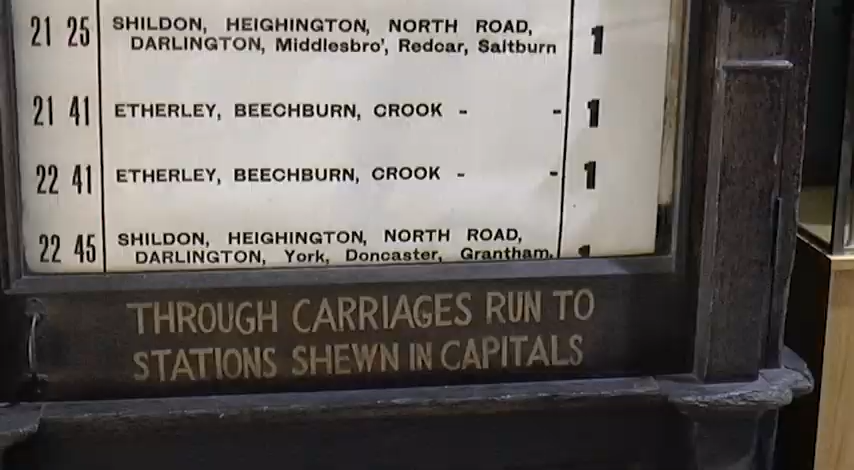 21 25 SHILDON, HEIGHINGTON, NORTH ROAD, 1
DARLINGTON, Middlesbro', Redcar, Saltburn
21 41 ETHERLEY, BEECHBURN, CROOK - - 1
22 41 ETHERLEY, BEECHBURN, CROOK - - 1
22 45 SHILDON, HEIGHINGTON, NORTH ROAD,
DARLINGTON, York, Doncaster, Grantham, 1
THROUGH CARRIAGES RUN TO
STATIONS SHEWN IN CAPITALS